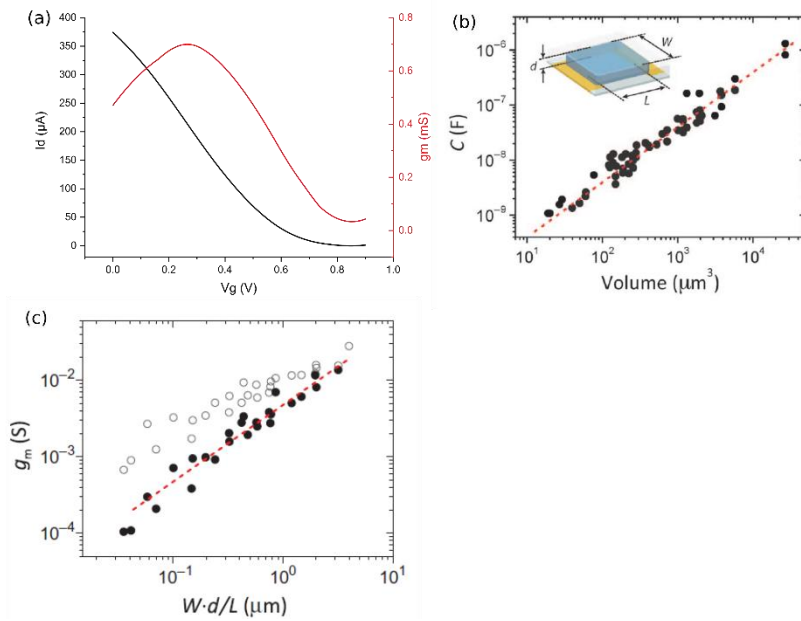 (a)
400
350
300
250
200
150
100
50
0
Id (μA)
0.8
0.6
0.4
0.2
0.0
gm (mS)
0.0 0.2 0.4 0.6 0.8 1.0
Vg (V)
(b)
10⁻⁶
10⁻⁷
10⁻⁸
10⁻⁹
C (F)
d
W
L
10¹ 10² 10³ 10⁴
Volume (μm³)
(c)
10⁻²
10⁻³
10⁻⁴
gₘ (S)
10⁻¹ 10⁰ 10¹
W·d/L (μm)